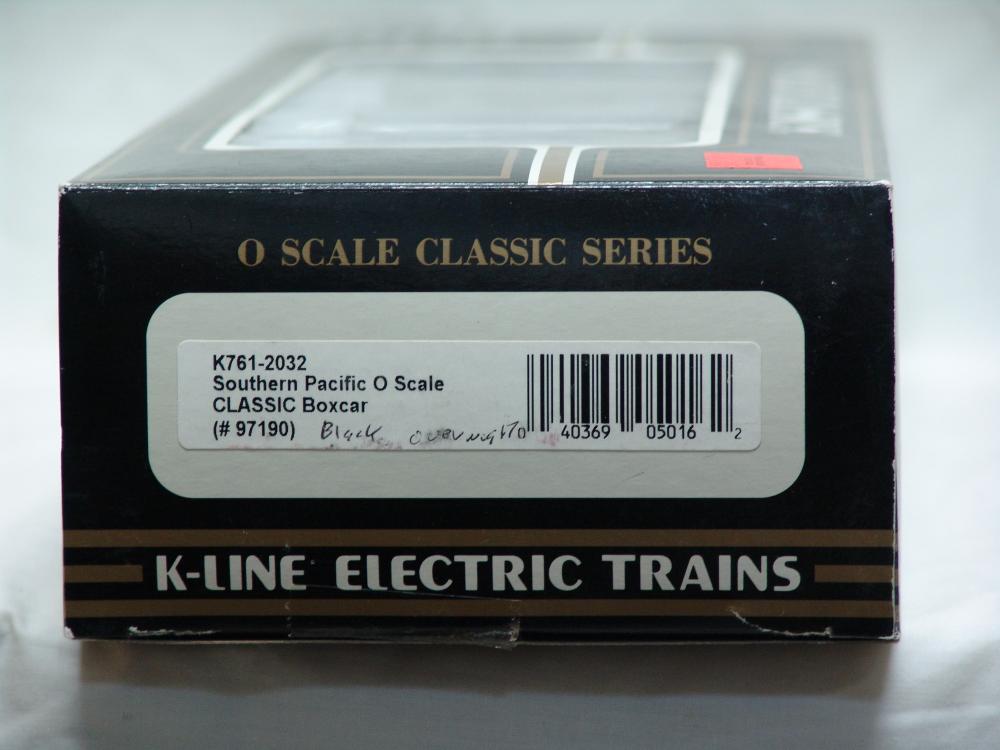 O SCALE CLASSIC SERIES
K761-2032
Southern Pacific O Scale
CLASSIC Boxcar
(# 97190) Black overnight
0 40369 05016 2
K-LINE ELECTRIC TRAINS